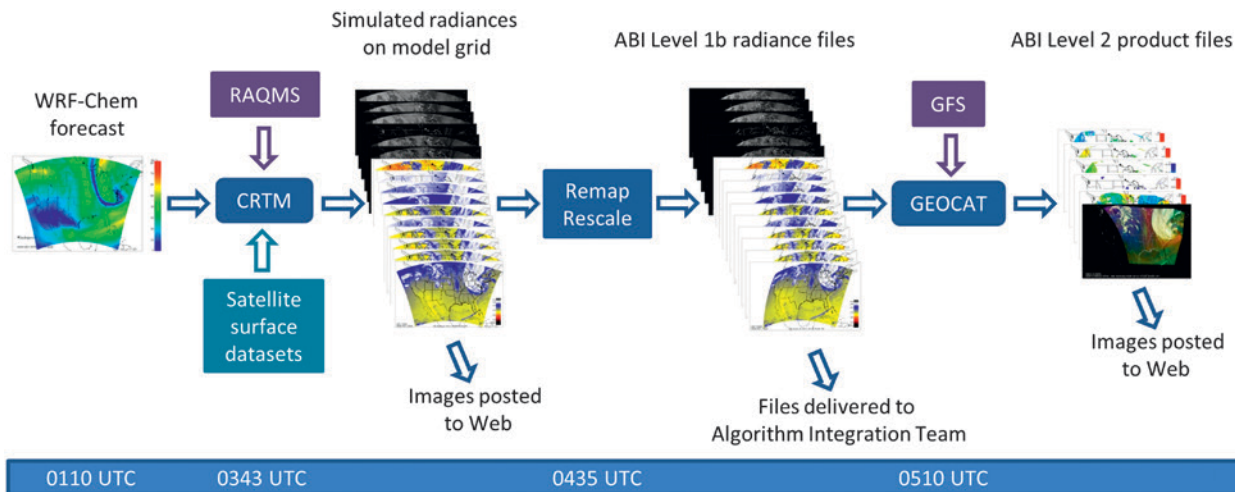 Simulated radiances
on model grid
ABI Level 1b radiance files
ABI Level 2 product files
WRF-Chem
forecast
RAQMS
GFS
CRTM
Remap
Rescale
GEOCAT
Satellite
surface
datasets
Images posted
to Web
Files delivered to
Algorithm Integration Team
Images posted
to Web
0110 UTC
0343 UTC
0435 UTC
0510 UTC